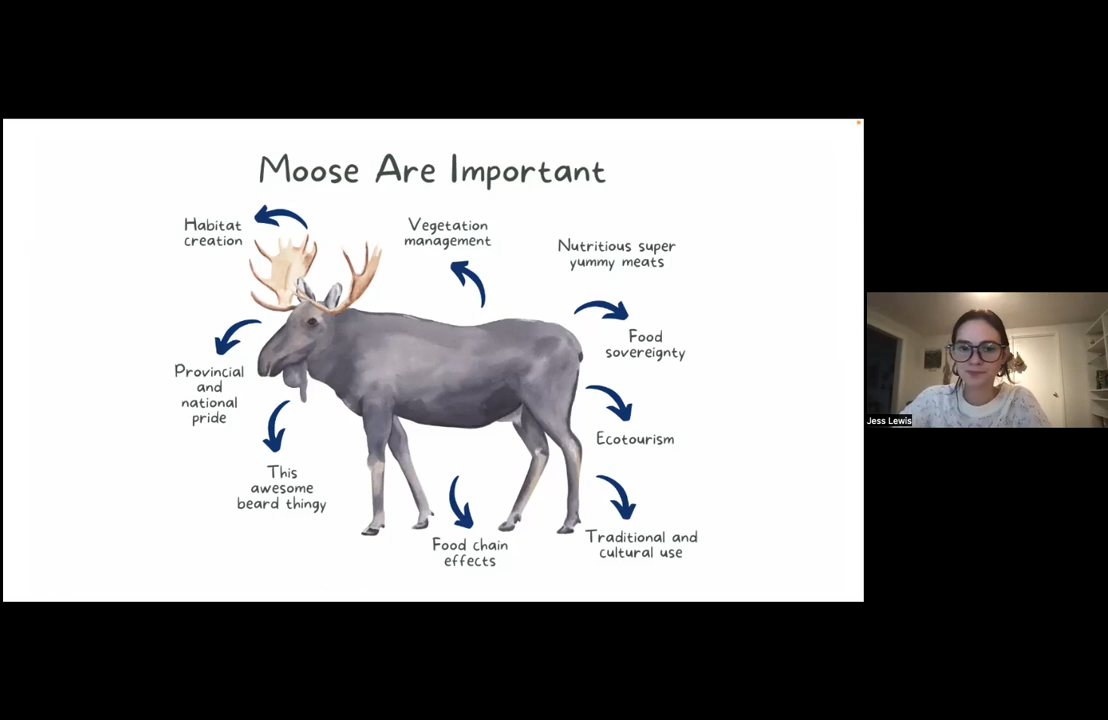 Moose Are Important
Habitat
creation
Vegetation
management
Nutritious super
yummy meats
Food
sovereignty
Provincial
and
national
pride
Ecotourism
This
awesome
beard thingy
Food chain
effects
Traditional and
cultural use
Jess Lewis